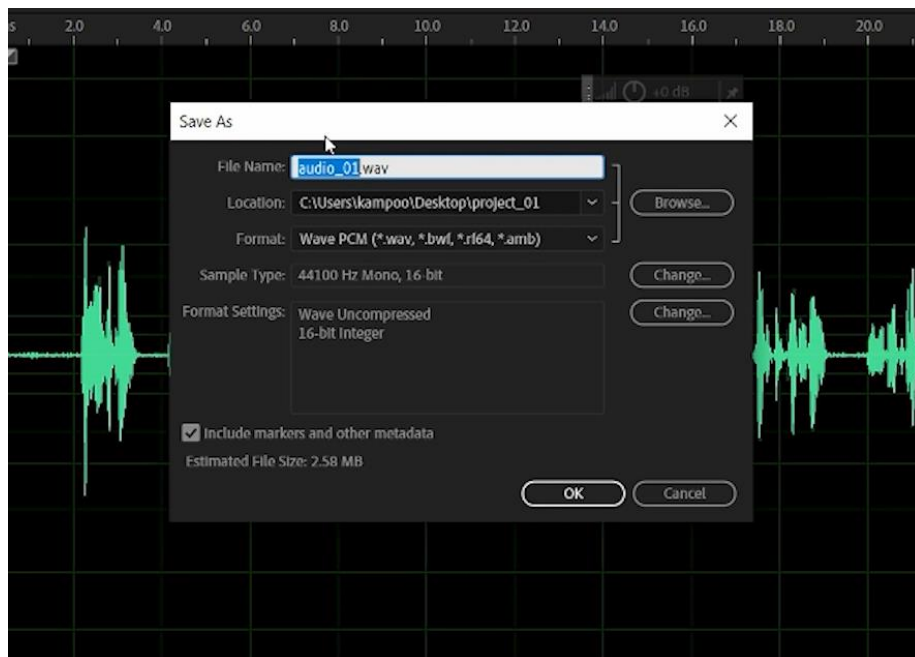 s 2.0 4.0 6.0 8.0 10.0 12.0 14.0 16.0 18.0 20.0
+0 dB
Save As
File Name: audio_01.wav
Location: C:\Users\kampoo\Desktop\project_01 Browse...
Format: Wave PCM (*.wav, *.bwf, *.rf64, *.amb)
Sample Type: 44100 Hz Mono, 16-bit Change...
Format Settings: Wave Uncompressed Change...
16-bit Integer
Include markers and other metadata
Estimated File Size: 2.58 MB
OK Cancel